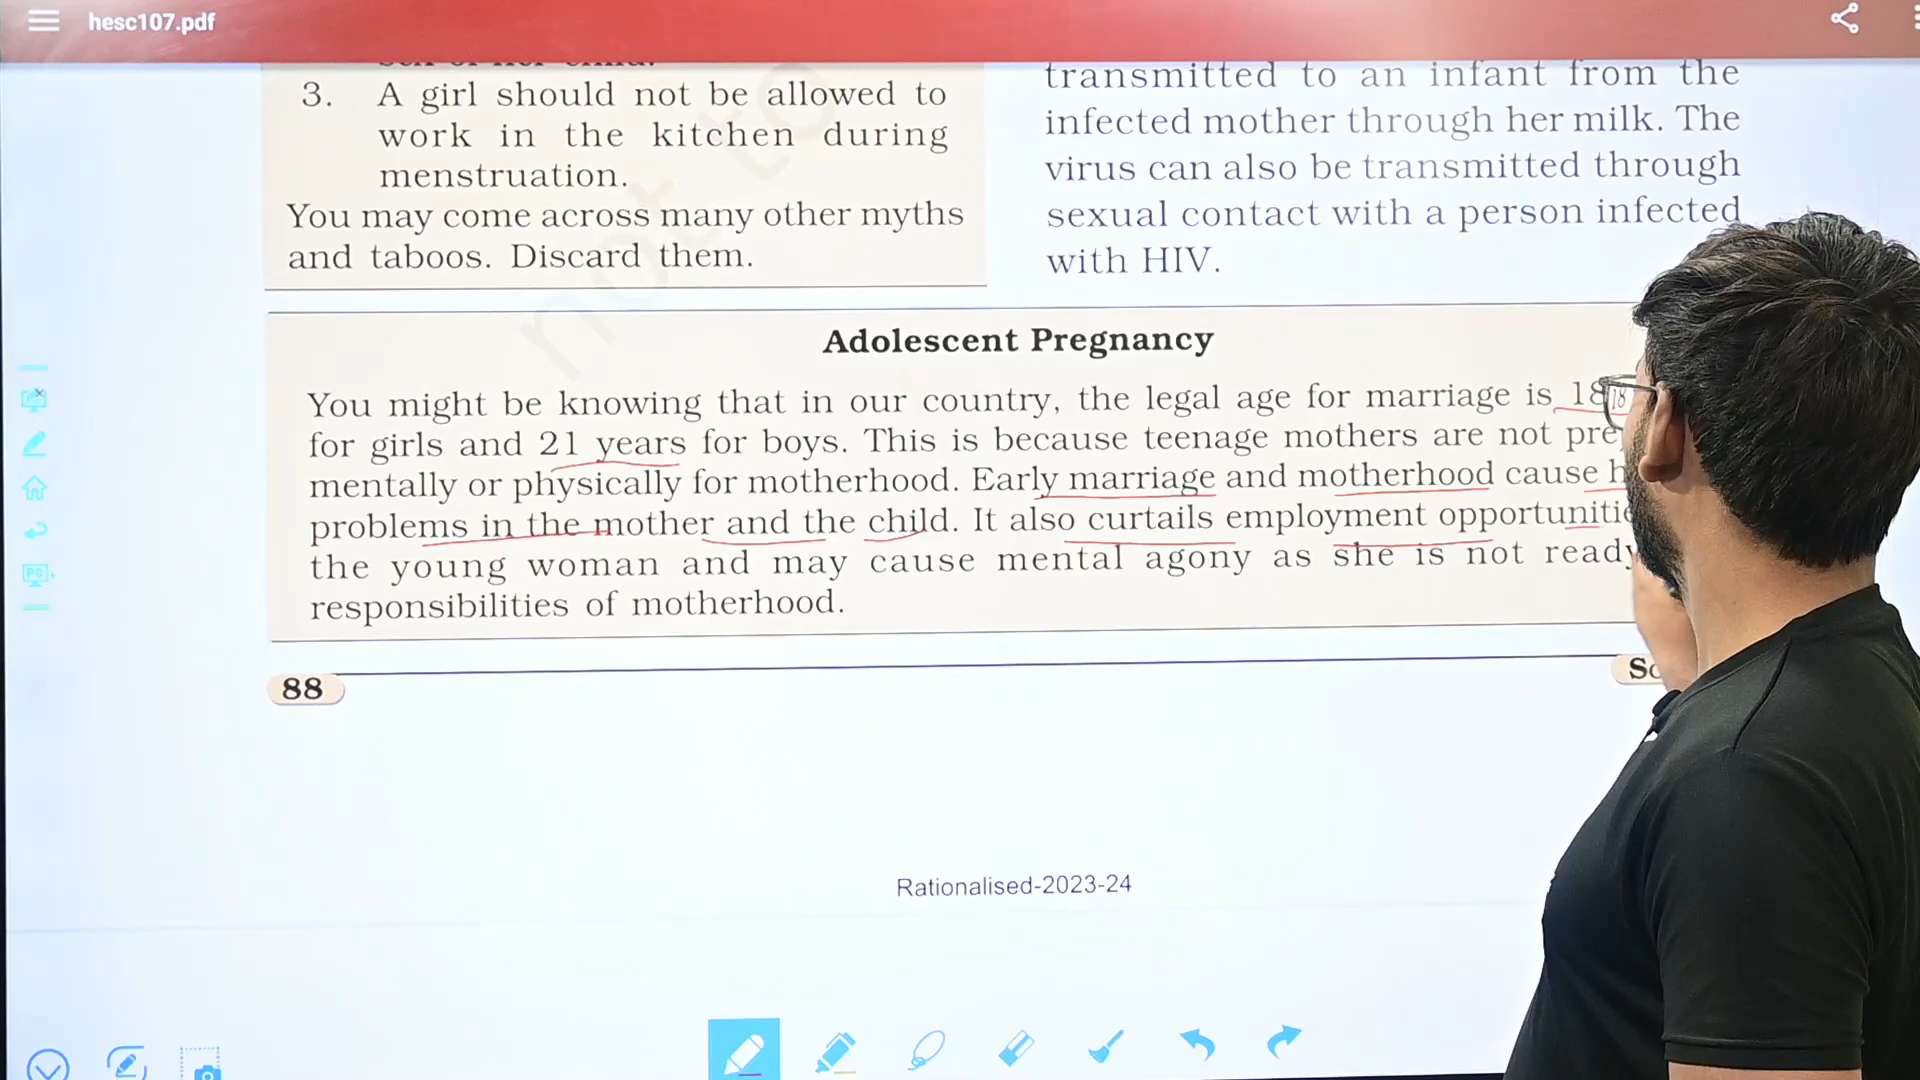 hesc107.pdf
3. A girl should not be allowed to
work in the kitchen during
menstruation.
You may come across many other myths
and taboos. Discard them.
transmitted to an infant from the
infected mother through her milk. The
virus can also be transmitted through
sexual contact with a person infected
with HIV.
not to
Adolescent Pregnancy
You might be knowing that in our country, the legal age for marriage is 18
for girls and 21 years for boys. This is because teenage mothers are not
mentally or physically for motherhood. Early marriage and motherhood cause
problems in the mother and the child. It also curtails employment
the young woman and may cause mental agony as she is not ready
responsibilities of motherhood.
88
Rationalised-2023-24